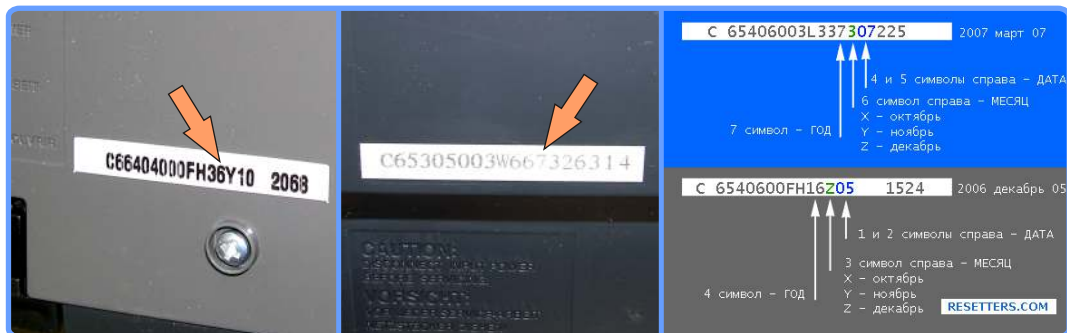 C66404000FH36Y10 2068
C65305003W667326314
CAUTION:
VORSICHT:
C 65406003L337307225 2007 март 07
4 и 5 символы справа – ДАТА
6 символ справа – МЕСЯЦ
X – октябрь
Y – ноябрь
Z – декабрь
7 символ – ГОД
C 6540600FH16Z05 1524 2006 декабрь 05
1 и 2 символы справа – ДАТА
3 символ справа – МЕСЯЦ
X – октябрь
Y – ноябрь
Z – декабрь
4 символ – ГОД
RESETTERS.COM